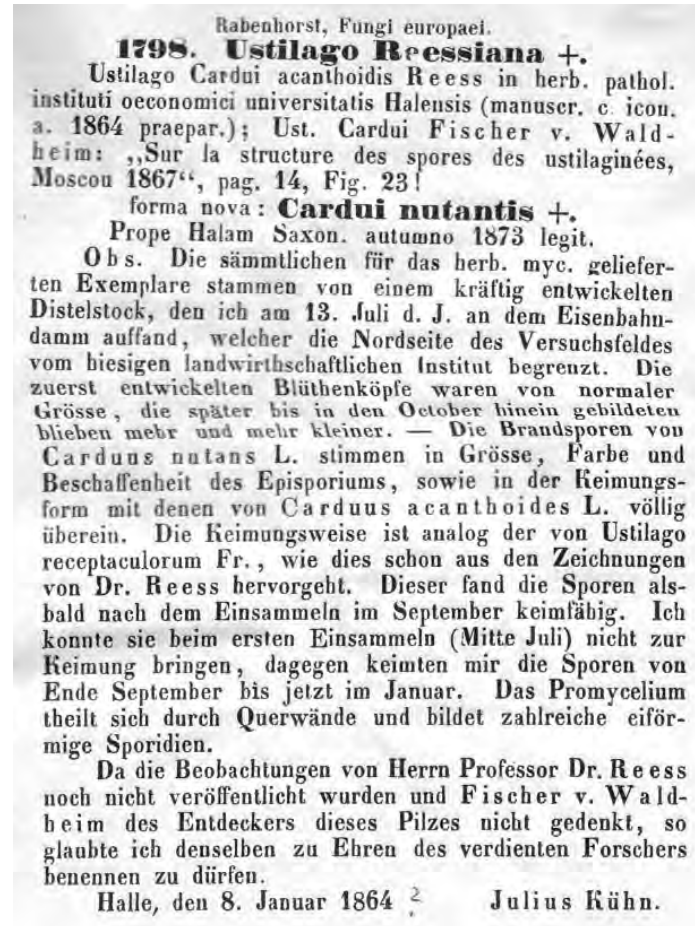 Rabenhorst, Fungi europaei.
1798. Ustilago Reessiana +.
Ustilago Cardui acanthoidis Reess in herb. pathol.
instituti oeconomici universitatis Halensis (manuscr. c. icon.
a. 1864 praepar.); Ust. Cardui Fischer v. Wald-
heim: „Sur la structure des spores des ustilaginées,
Moscou 1867“, pag. 14, Fig. 23!
forma nova: Cardui nutantis +.
Prope Halam Saxon. autumno 1873 legit.
Obs. Die sämmtlichen für das herb. myc. geliefer-
ten Exemplare stammen von einem kräftig entwickelten
Distelstock, den ich am 13. Juli d. J. an dem Eisenbahn-
damm auffand, welcher die Nordseite des Versuchsfeldes
vom hiesigen landwirthschaftlichen Institut begrenzt. Die
zuerst entwickelten Blüthenköpfe waren von normaler
Grösse, die später bis in den October hinein gebildeten
blieben mehr und mehr kleiner. — Die Brandsporen von
Carduus nutans L. stimmen in Grösse, Farbe und
Beschaffenheit des Episporiums, sowie in der Keimungs-
form mit denen von Carduus acanthoides L. völlig
überein. Die Keimungsweise ist analog der von Ustilago
receptaculorum Fr., wie dies schon aus den Zeichnungen
von Dr. Reess hervorgeht. Dieser fand die Sporen als-
bald nach dem Einsammeln im September keimfähig. Ich
konnte sie beim ersten Einsammeln (Mitte Juli) nicht zur
Keimung bringen, dagegen keimten mir die Sporen von
Ende September bis jetzt im Januar. Das Promycelium
theilt sich durch Querwände und bildet zahlreiche eiför-
mige Sporidien.
Da die Beobachtungen von Herrn Professor Dr. Reess
noch nicht veröffentlicht wurden und Fischer v. Wald-
heim des Entdeckers dieses Pilzes nicht gedenkt, so
glaubte ich denselben zu Ehren des verdienten Forschers
benennen zu dürfen.
Halle, den 8. Januar 1864 ? Julius Kühn.